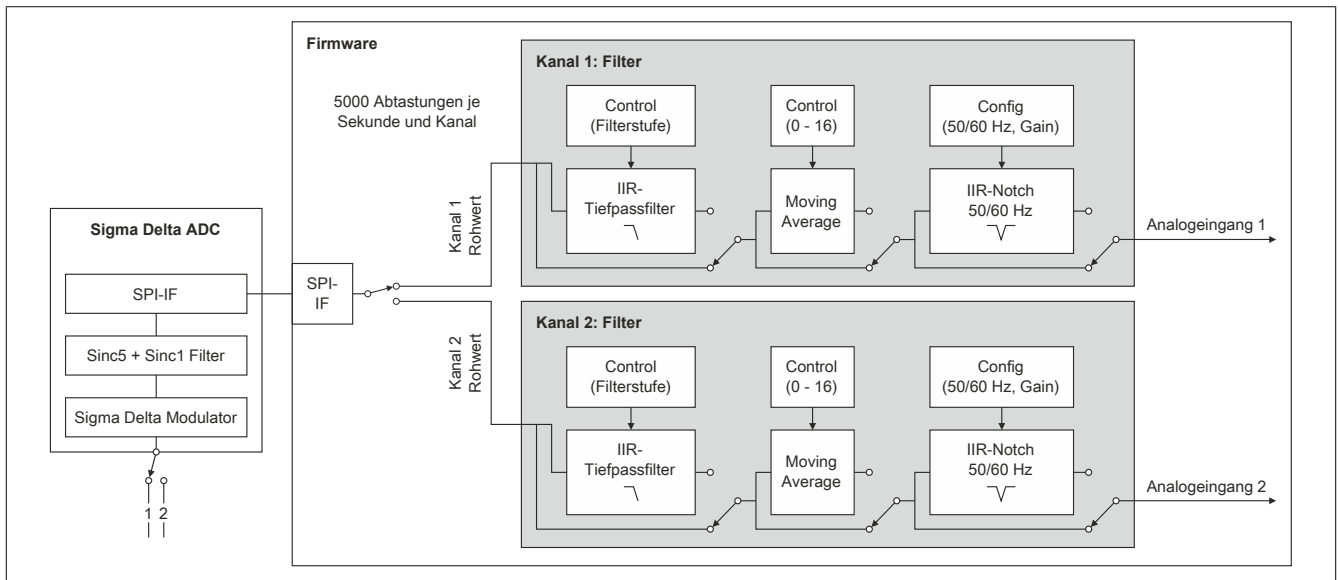 Firmware
5000 Abtastungen je
Sekunde und Kanal
Sigma Delta ADC
SPI-IF
Sinc5 + Sinc1 Filter
Sigma Delta Modulator
1 2
SPI-
IF
Kanal 1
Rohwert
Kanal 2
Rohwert
Kanal 1: Filter
Control
(Filterstufe)
Control
(0 - 16)
Config
(50/60 Hz, Gain)
IIR-
Tiefpassfilter
Moving
Average
IIR-Notch
50/60 Hz
Analogeingang 1
Kanal 2: Filter
Control
(Filterstufe)
Control
(0 - 16)
Config
(50/60 Hz, Gain)
IIR-
Tiefpassfilter
Moving
Average
IIR-Notch
50/60 Hz
Analogeingang 2